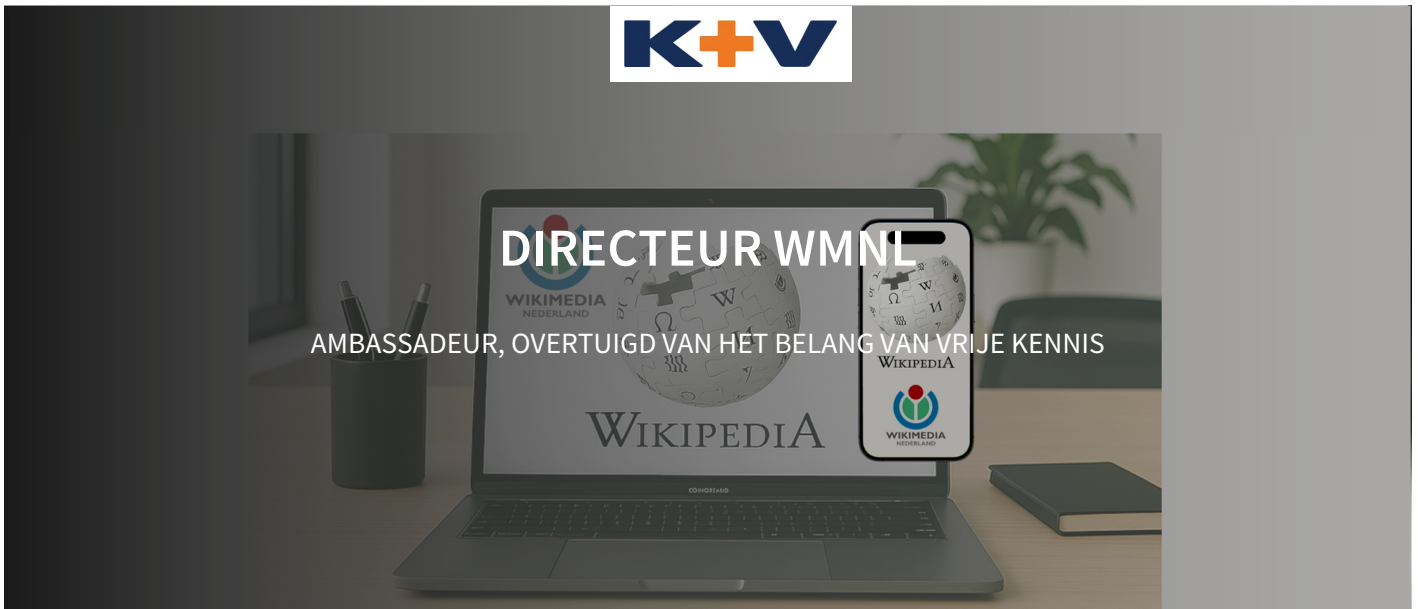 K+V
DIRECTEUR WMNL
AMBASSADEUR, OVERTUIGD VAN HET BELANG VAN VRIJE KENNIS
WIKIMEDIA
NEDERLAND
Ω W И
WIKIPEDIA
Ω W И
WIKIPEDIA
WIKIMEDIA
NEDERLAND